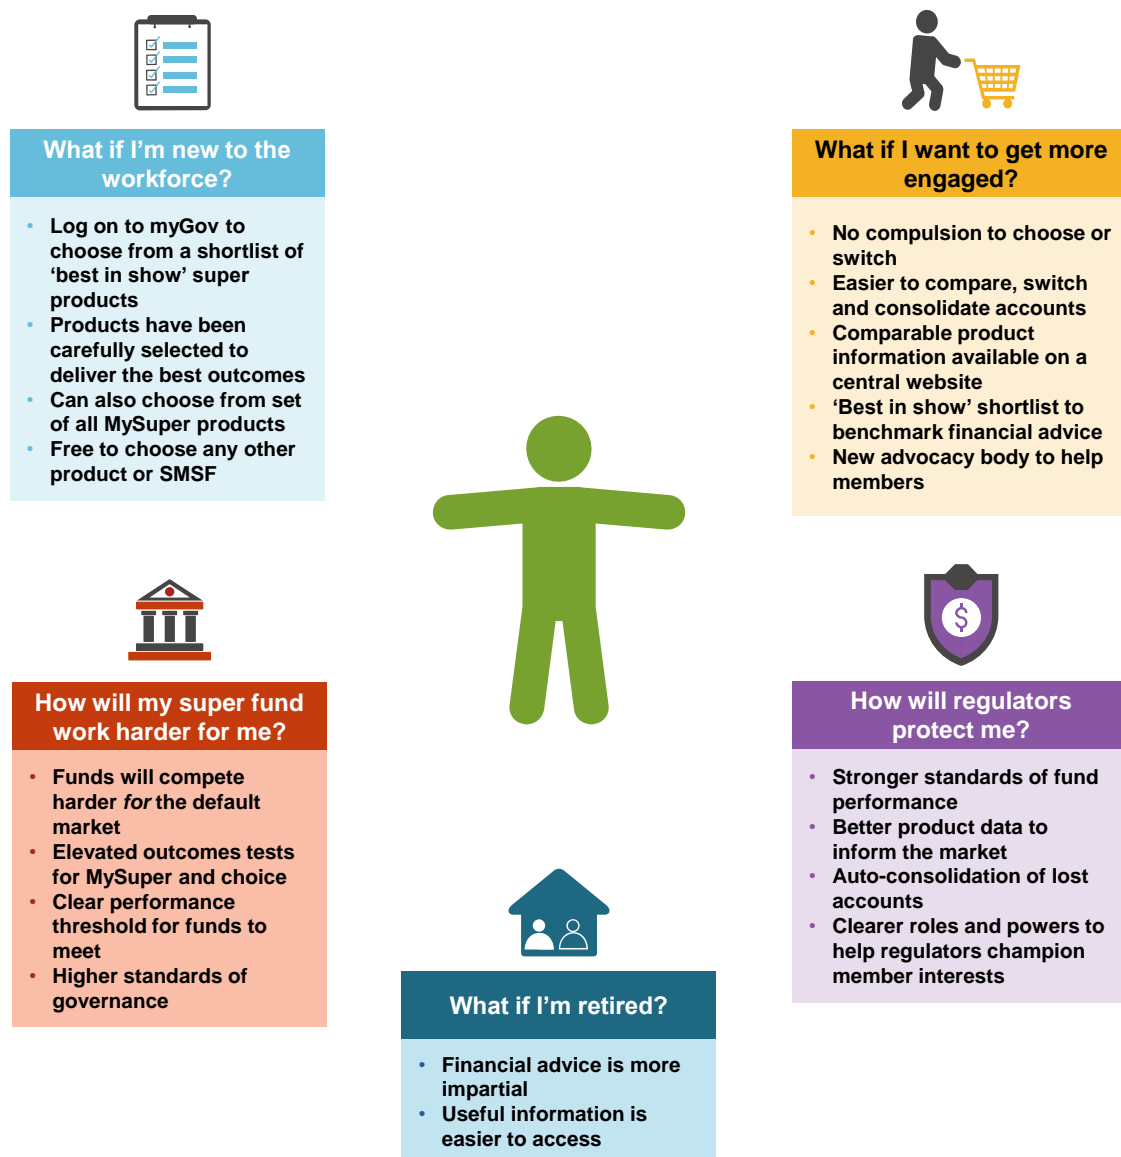 What if I’m new to the
workforce?
• Log on to myGov to
choose from a shortlist of
‘best in show’ super
products
• Products have been
carefully selected to
deliver the best outcomes
• Can also choose from set
of all MySuper products
• Free to choose any other
product or SMSF
What if I want to get more
engaged?
• No compulsion to choose or
switch
• Easier to compare, switch
and consolidate accounts
• Comparable product
information available on a
central website
• ‘Best in show’ shortlist to
benchmark financial advice
• New advocacy body to help
members
How will my super fund
work harder for me?
• Funds will compete
harder for the default
market
• Elevated outcomes tests
for MySuper and choice
• Clear performance
threshold for funds to
meet
• Higher standards of
governance
$
How will regulators
protect me?
• Stronger standards of fund
performance
• Better product data to
inform the market
• Auto-consolidation of lost
accounts
• Clearer roles and powers to
help regulators champion
member interests
What if I’m retired?
• Financial advice is more
impartial
• Useful information is
easier to access